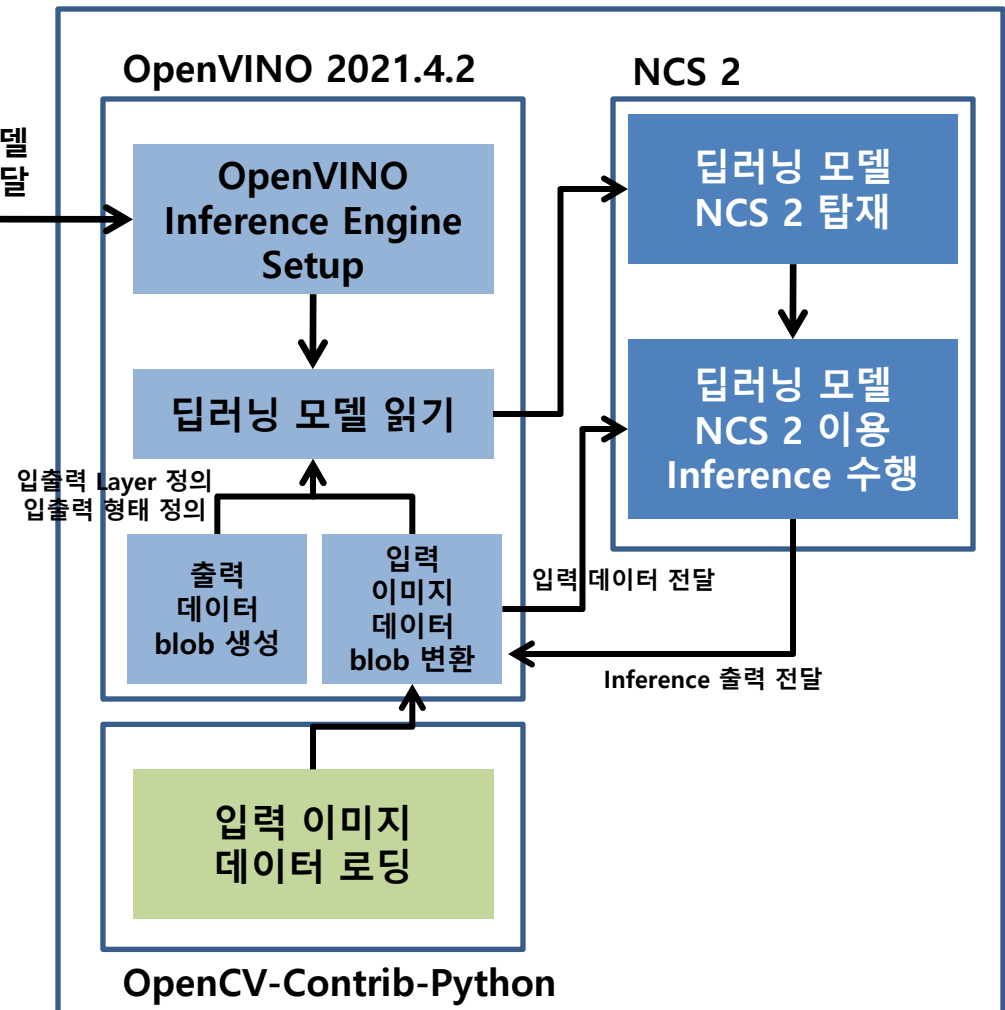 OpenVINO 2021.4.2
NCS 2
델
달
OpenVINO
Inference Engine
Setup
딥러닝 모델
NCS 2 탑재
딥러닝 모델 읽기
딥러닝 모델
NCS 2 이용
Inference 수행
입출력 Layer 정의
입출력 형태 정의
출력
데이터
blob 생성
입력
이미지
데이터
blob 변환
입력 데이터 전달
Inference 출력 전달
입력 이미지
데이터 로딩
OpenCV-Contrib-Python